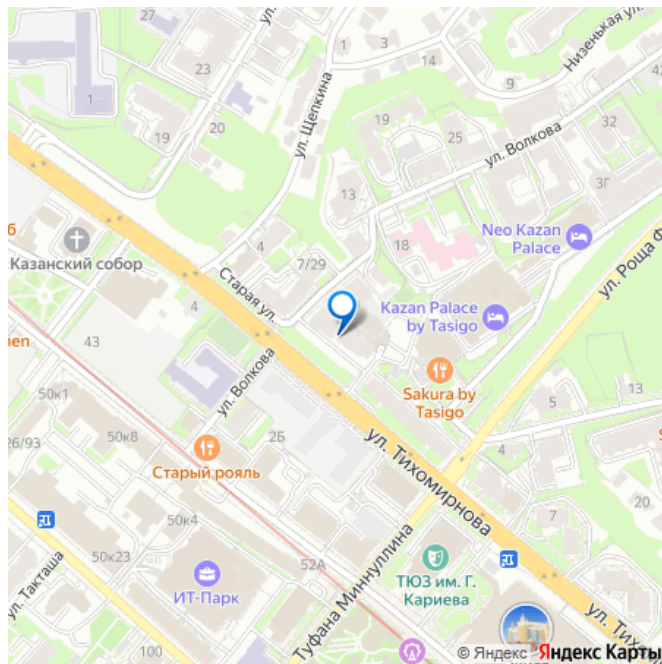 27
Низенькая ул.
1
3
14
42
23
ул. Щепкина
9
1
19
20
19
32
25
ул. Волкова
13
3Г
б
Казанский собор
4
7/29
18
Neo Kazan
Palace
ул. Роща Ф
Старая ул.
4
Kazan Palace
by Tasigo
men
43
ул. Волкова
Sakura by
Tasigo
13
5
50к1
26/93
50к8
2Б
ул. Тихомирнова
4
S
Старый рояль
20
50к4
7
50к23
52А
ул. Такташа
ИТ-Парк
Туфана Миннуллина
ТЮЗ им. Г.
Кариева
ул. Тих
100
© Яндекс Яндекс Карты